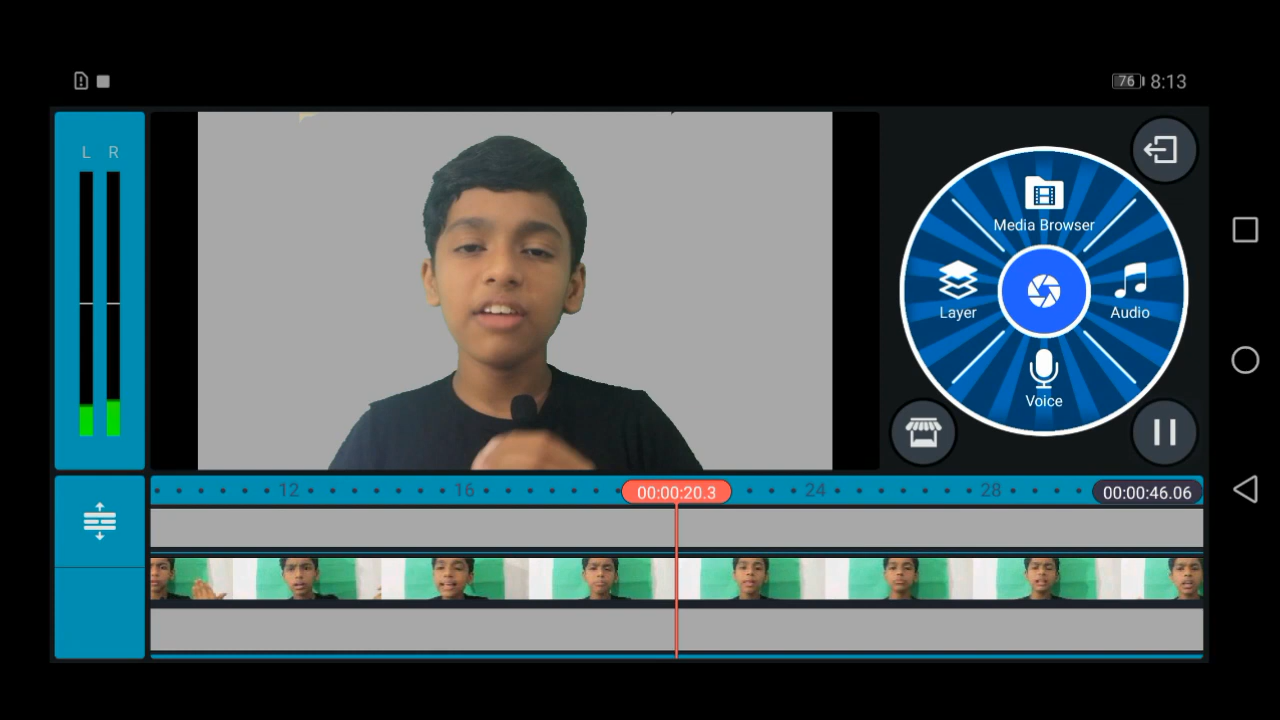 76 8:13
L R
Media Browser
Layer
Audio
Voice
12 16 00:00:20.3 24 28 00:00:46.06